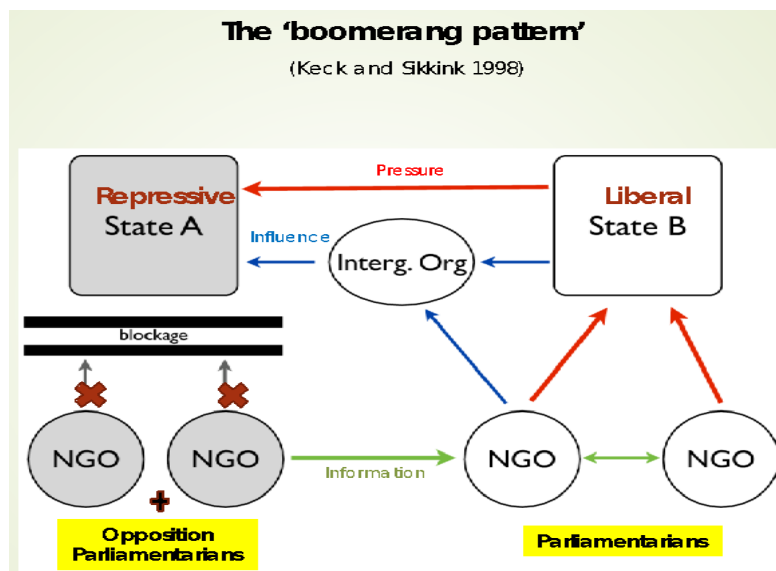 The ‘boomerang pattern’
(Keck and Sikkink 1998)
Pressure
Repressive
State A
Liberal
State B
Influence
Interg. Org
blockage
NGO
NGO
Information
NGO
NGO
Opposition
Parliamentarians
Parliamentarians